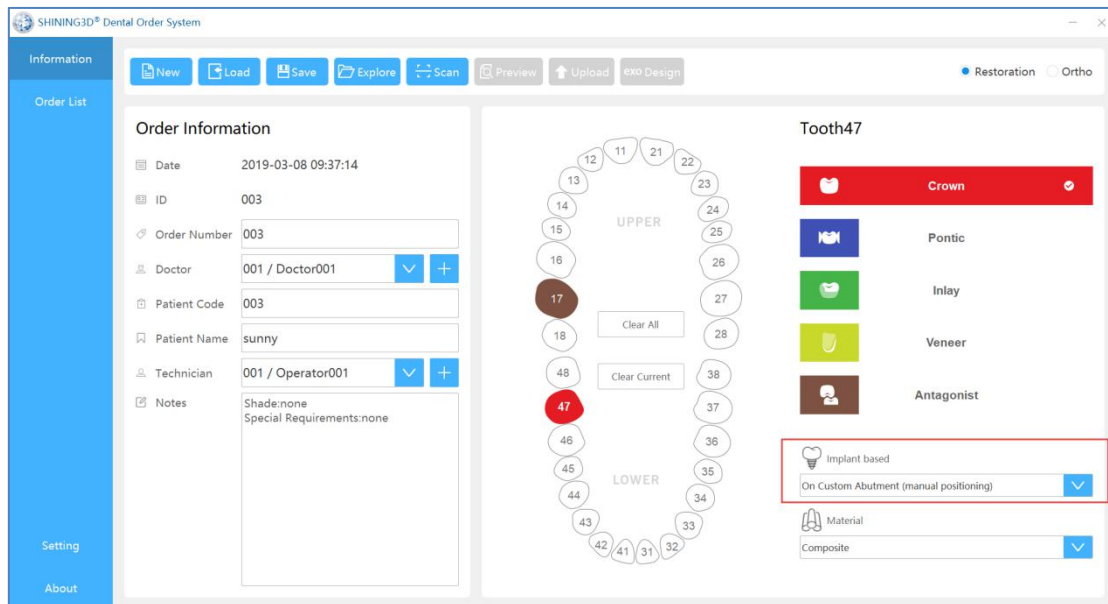 SHINING3D® Dental Order System
Information
Order List
Setting
About
New Load Save Explore Scan Preview Upload exo Design
Restoration Ortho
Order Information
Date 2019-03-08 09:37:14
ID 003
Order Number 003
Doctor 001 / Doctor001
Patient Code 003
Patient Name sunny
Technician 001 / Operator001
Notes Shade:none
Special Requirements:none
11 21
12 22
13 23
14 24
UPPER
15 25
16 26
17 27
Clear All
18 28
48 38
Clear Current
47 37
46 36
45 35
LOWER
44 34
43 33
42 41 31 32
Tooth47
Crown
Pontic
Inlay
Veneer
Antagonist
Implant based
On Custom Abutment (manual positioning)
Material
Composite